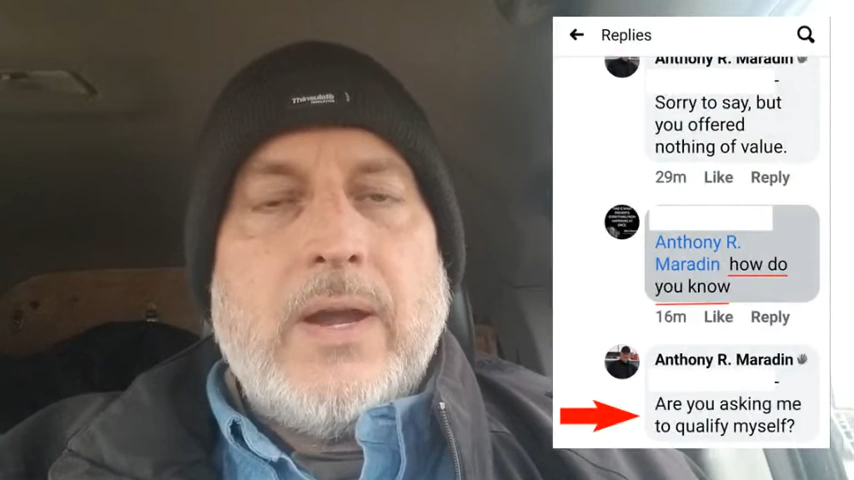 Thinsulate
INSULATION
Replies
Anthony R. Maradin
-
Sorry to say, but
you offered
nothing of value.
29m Like Reply
Anthony R.
Maradin how do
you know
16m Like Reply
Anthony R. Maradin
-
Are you asking me
to qualify myself?